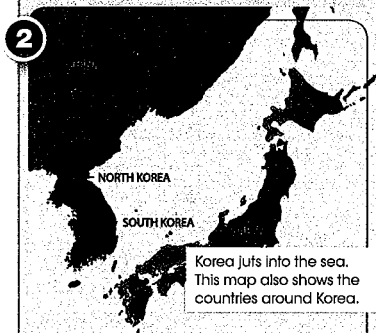 2
NORTH KOREA
SOUTH KOREA
Korea juts into the sea.
This map also shows the
countries around Korea.